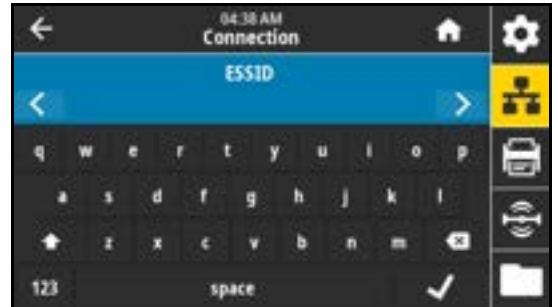 04:38 AM
Connection
ESSID
q w e r t y u i o p
a s d f g h j k l
z x c v b n m
123 space